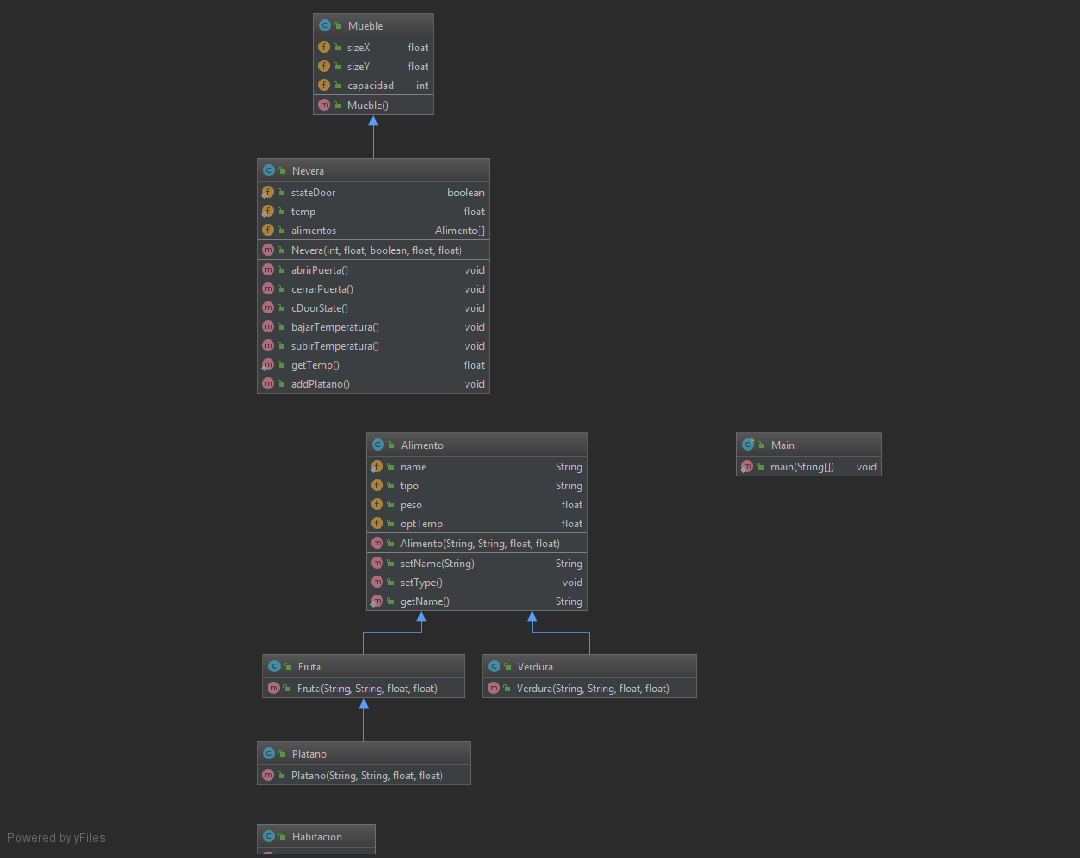 Mueble
sizeX float
sizeY float
capacidad int
Mueble()
Nevera
stateDoor boolean
temp float
alimentos Alimento[]
Nevera(int, float, boolean, float, float)
abrirPuerta() void
cerrarPuerta() void
cDoorState() void
bajarTemperatura() void
subirTemperatura() void
getTemp() float
addPlatano() void
Alimento
name String
tipo String
peso float
optTemp float
Alimento(String, String, float, float)
setName(String) String
setType() void
getName() String
Main
main(String[]) void
Fruta
Fruta(String, String, float, float)
Verdura
Verdura(String, String, float, float)
Platano
Platano(String, String, float, float)
Habitacion
Powered by yFiles